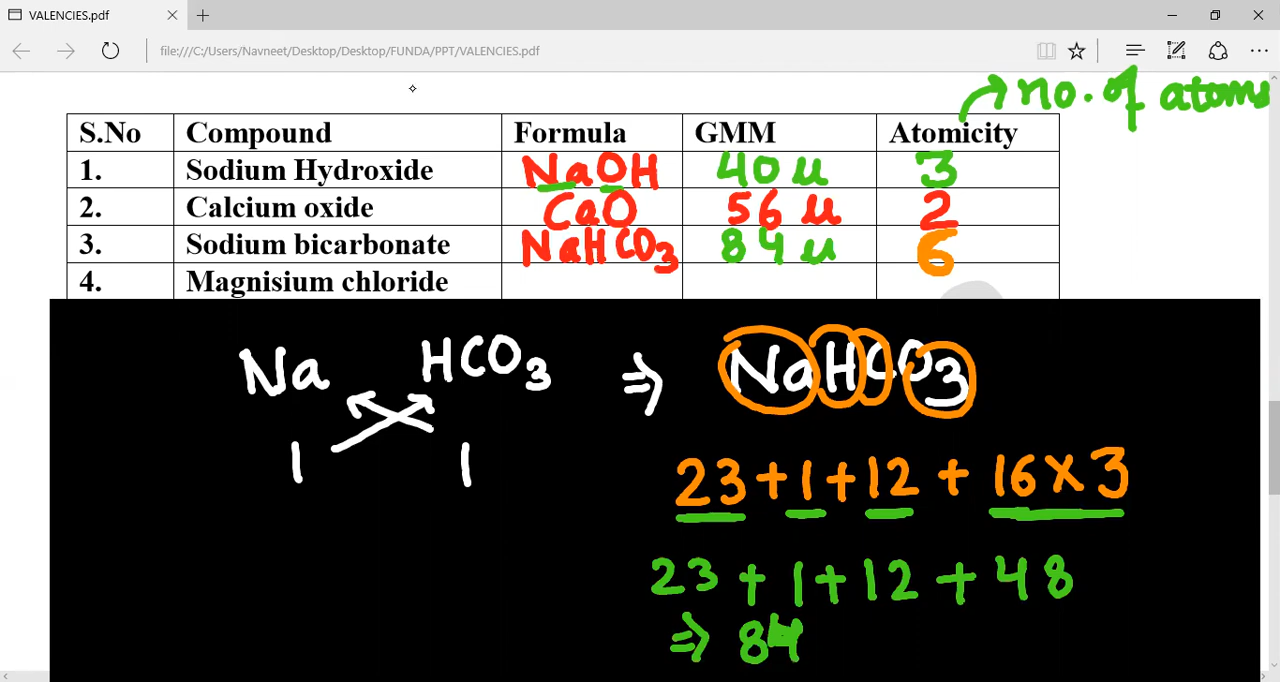 VALENCIES.pdf
file:///C:/Users/Navneet/Desktop/Desktop/FUNDA/PPT/VALENCIES.pdf
no. of atoms
S.No Compound Formula GMM Atomicity
1. Sodium Hydroxide NaOH 40 u 3
2. Calcium oxide CaO 56 u 2
3. Sodium bicarbonate NaHCO3 84 u 6
4. Magnisium chloride
Na HCO3 ⇒ NaHCO3
1 1
23 + 1 + 12 + 16 x 3
23 + 1 + 12 + 48
⇒ 84